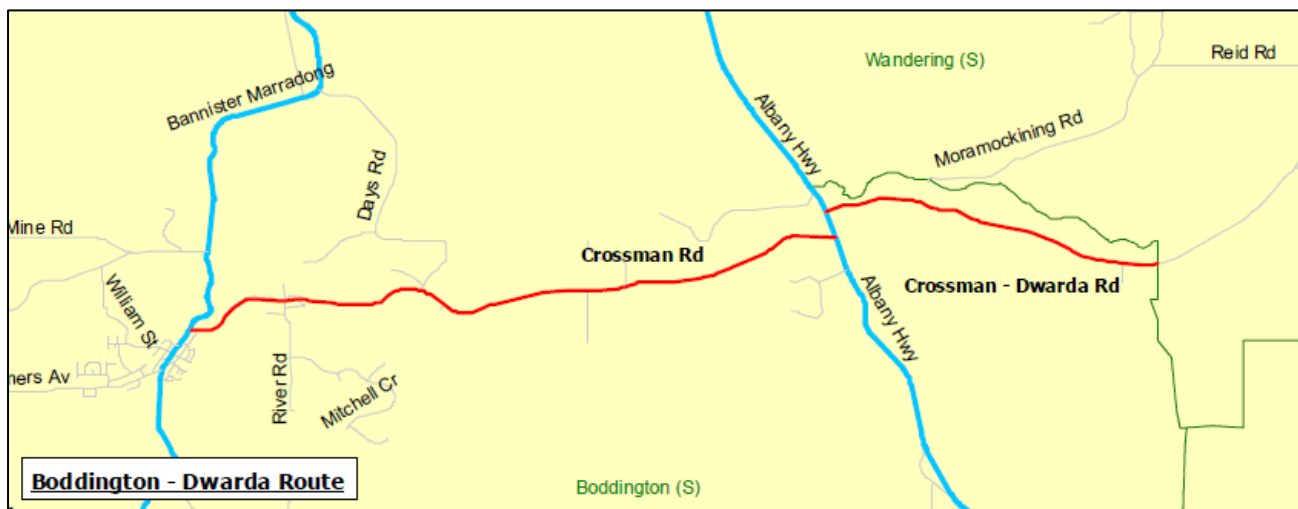 Wandering (S)
Reid Rd
Bannister Marradong
Albany Hwy
Moramockining Rd
Days Rd
Mine Rd
Crossman Rd
William St
Crossman - Dwarda Rd
Albany Hwy
ners Av
River Rd
Mitchell Cr
Boddington - Dwarda Route
Boddington (S)